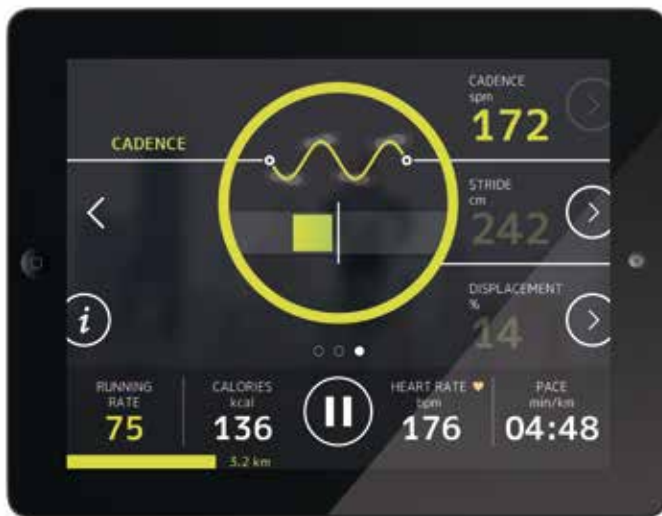 CADENCE
CADENCE
spm
172
STRIDE
cm
242
DISPLACEMENT
%
14
i
RUNNING
RATE
75
CALORIES
kcal
136
HEART RATE
bpm
176
PACE
min/km
04:48
3.2 km